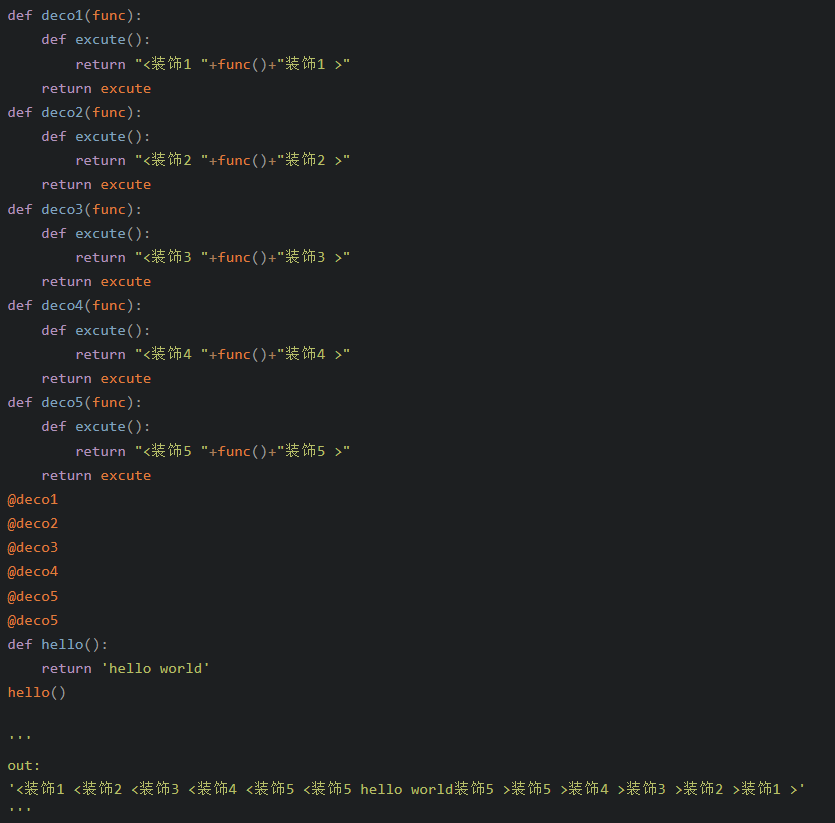 def deco1(func):
    def excute():
        return "<装饰1 "+func()+"装饰1 >"
    return excute
def deco2(func):
    def excute():
        return "<装饰2 "+func()+"装饰2 >"
    return excute
def deco3(func):
    def excute():
        return "<装饰3 "+func()+"装饰3 >"
    return excute
def deco4(func):
    def excute():
        return "<装饰4 "+func()+"装饰4 >"
    return excute
def deco5(func):
    def excute():
        return "<装饰5 "+func()+"装饰5 >"
    return excute
@deco1
@deco2
@deco3
@deco4
@deco5
@deco5
def hello():
    return 'hello world'
hello()

'''
out:
'<装饰1 <装饰2 <装饰3 <装饰4 <装饰5 <装饰5 hello world装饰5 >装饰5 >装饰4 >装饰3 >装饰2 >装饰1 >'
'''